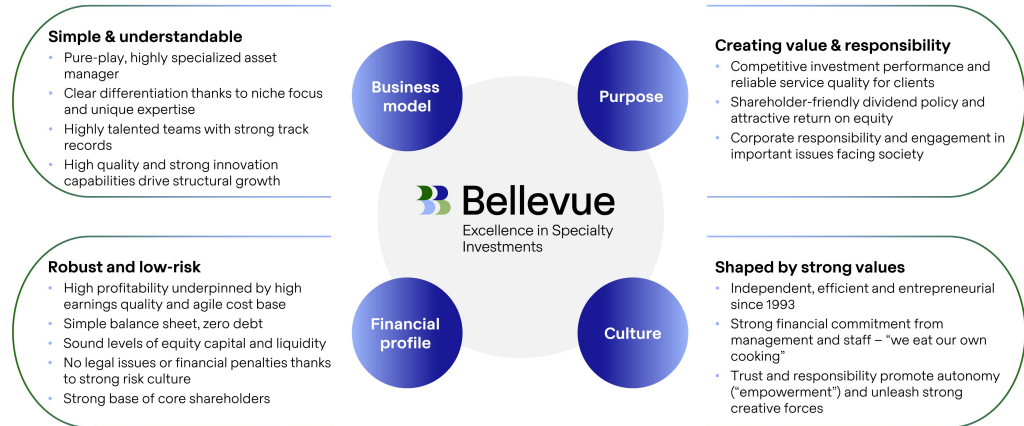 Simple & understandable
• Pure-play, highly specialized asset
manager
• Clear differentiation thanks to niche focus
and unique expertise
• Highly talented teams with strong track
records
• High quality and strong innovation
capabilities drive structural growth
Business
model
Purpose
Creating value & responsibility
• Competitive investment performance and
reliable service quality for clients
• Shareholder-friendly dividend policy and
attractive return on equity
• Corporate responsibility and engagement in
important issues facing society
Bellevue
Excellence in Specialty
Investments
Robust and low-risk
• High profitability underpinned by high
earnings quality and agile cost base
• Simple balance sheet, zero debt
• Sound levels of equity capital and liquidity
• No legal issues or financial penalties thanks
to strong risk culture
• Strong base of core shareholders
Financial
profile
Culture
Shaped by strong values
• Independent, efficient and entrepreneurial
since 1993
• Strong financial commitment from
management and staff – “we eat our own
cooking”
• Trust and responsibility promote autonomy
(“empowerment”) and unleash strong
creative forces